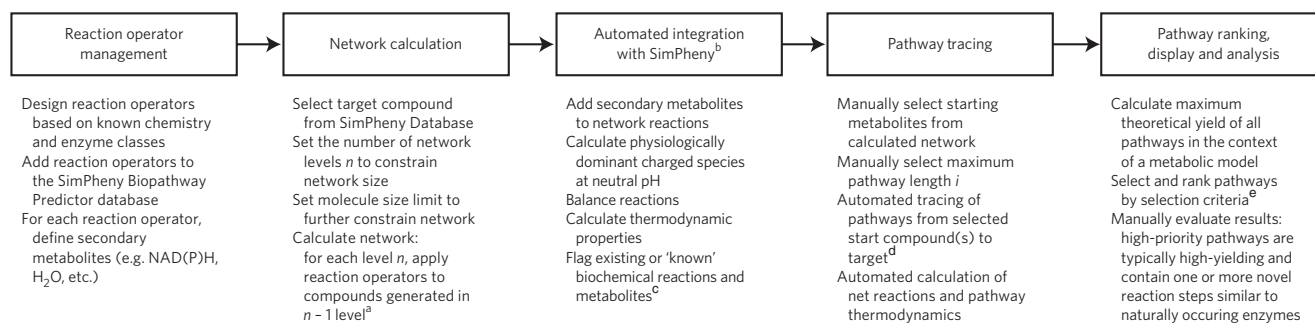 Reaction operator
management
Network calculation
Automated integration
with SimPhenyᵇ
Pathway tracing
Pathway ranking,
display and analysis
Design reaction operators
based on known chemistry
and enzyme classes
Add reaction operators to
the SimPheny Biopathway
Predictor database
For each reaction operator,
define secondary
metabolites (e.g. NAD(P)H,
H₂O, etc.)
Select target compound
from SimPheny Database
Set the number of network
levels n to constrain
network size
Set molecule size limit to
further constrain network
Calculate network:
for each level n, apply
reaction operators to
compounds generated in
n – 1 levelᵃ
Add secondary metabolites
to network reactions
Calculate physiologically
dominant charged species
at neutral pH
Balance reactions
Calculate thermodynamic
properties
Flag existing or ‘known’
biochemical reactions and
metabolitesᶜ
Manually select starting
metabolites from
calculated network
Manually select maximum
pathway length i
Automated tracing of
pathways from selected
start compound(s) to
targetᵈ
Automated calculation of
net reactions and pathway
thermodynamics
Calculate maximum
theoretical yield of all
pathways in the context
of a metabolic model
Select and rank pathways
by selection criteriaᵉ
Manually evaluate results:
high-priority pathways are
typically high-yielding and
contain one or more novel
reaction steps similar to
naturally occuring enzymes